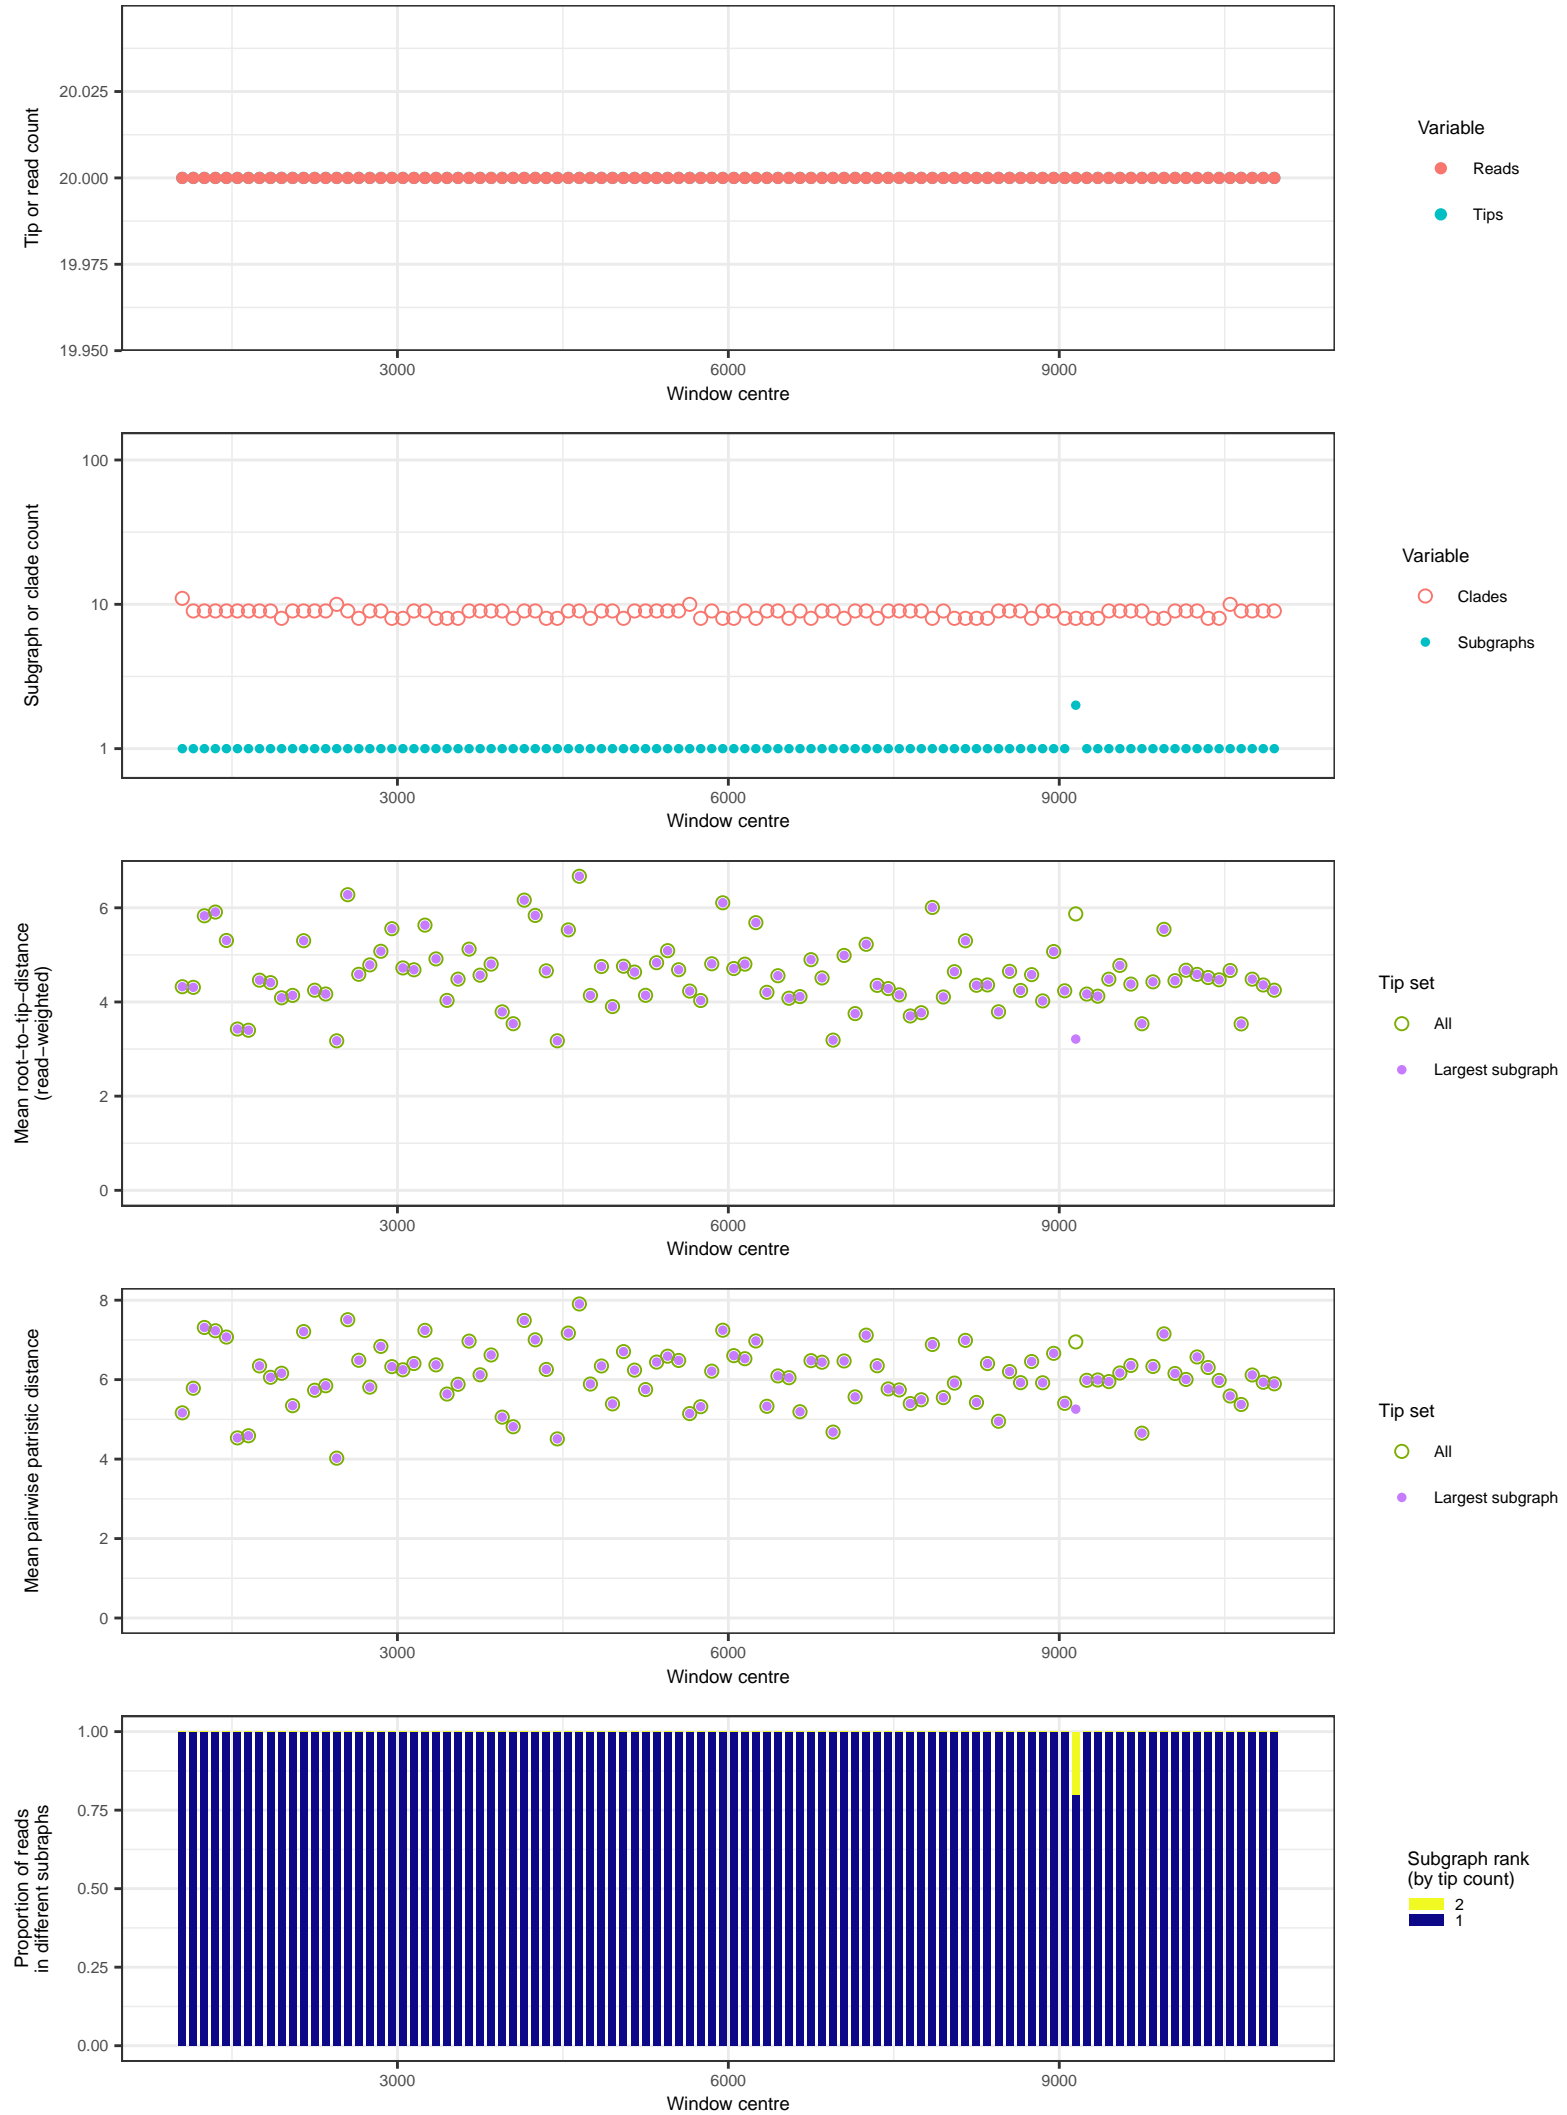 20.025
20.000
19.975
19.950
Tip or read count
3000
6000
9000
Window centre
Variable
Reads
Tips
100
10
1
Subgraph or clade count
3000
6000
9000
Window centre
Variable
Clades
Subgraphs
6
4
2
0
Mean root−to−tip−distance
(read−weighted)
3000
6000
9000
Window centre
Tip set
All
Largest subgraph
8
6
4
2
0
Mean pairwise patristic distance
3000
6000
9000
Window centre
Tip set
All
Largest subgraph
1.00
0.75
0.50
0.25
0.00
Proportion of reads
in different subraphs
3000
6000
9000
Window centre
Subgraph rank
(by tip count)
2
1